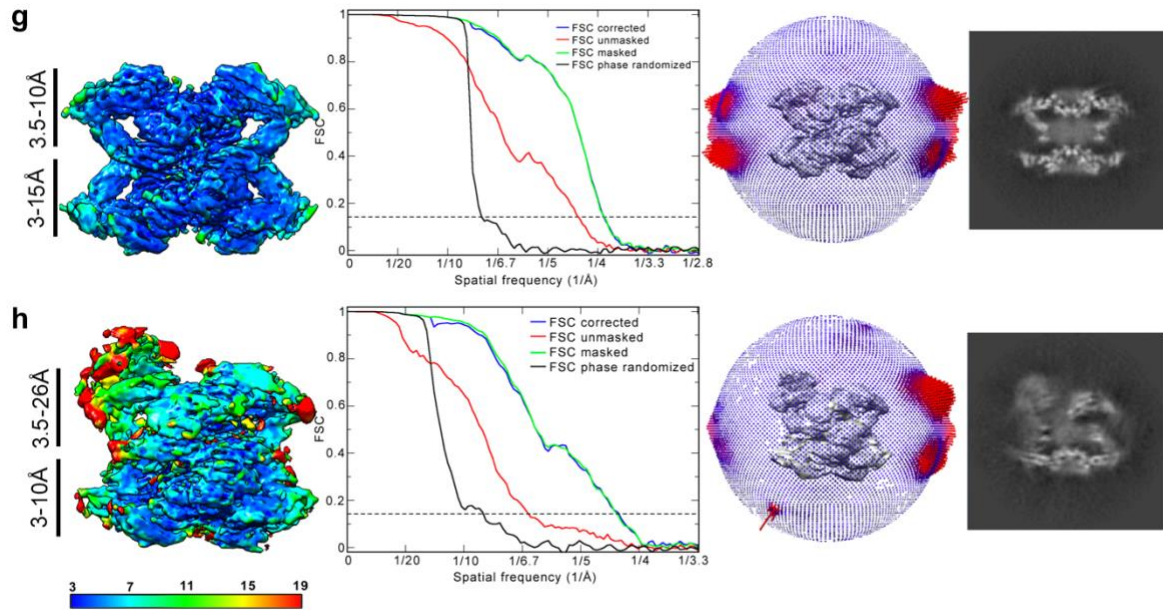 g
3.5-10Å
3-15Å
FSC
1
0.8
0.6
0.4
0.2
0
FSC corrected
FSC unmasked
FSC masked
FSC phase randomized
0 1/20 1/10 1/6.7 1/5 1/4 1/3.3 1/2.8
Spatial frequency (1/Å)
h
3.5-26Å
3-10Å
FSC
1
0.8
0.6
0.4
0.2
0
FSC corrected
FSC unmasked
FSC masked
FSC phase randomized
0 1/20 1/10 1/6.7 1/5 1/4 1/3.3
Spatial frequency (1/Å)
3 7 11 15 19